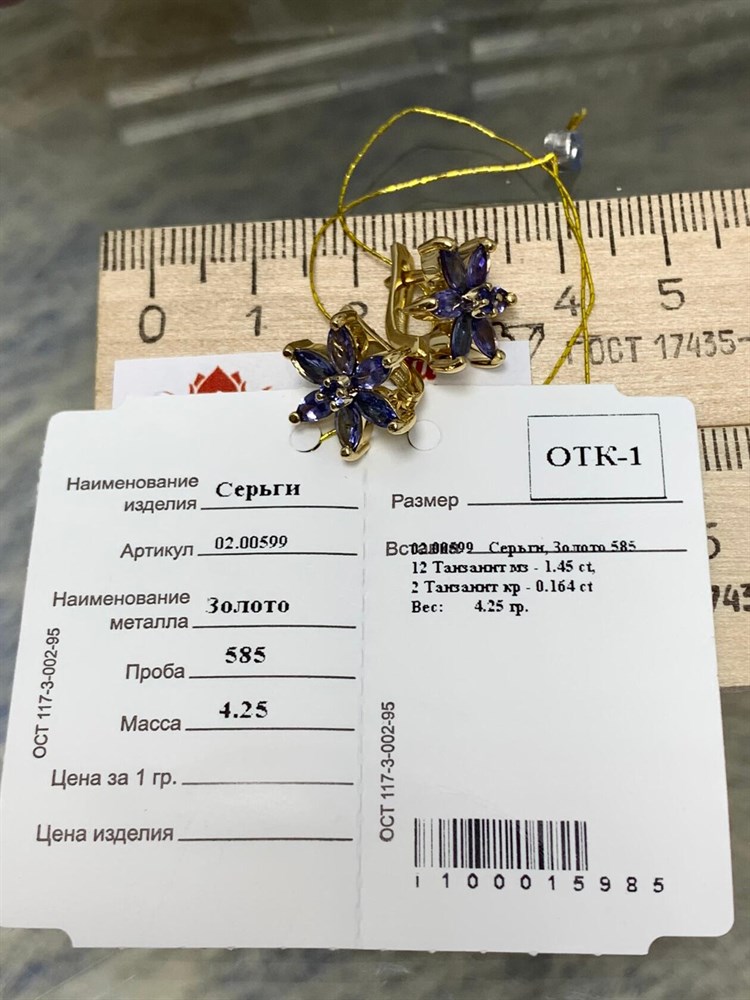 0 1 2 4 5
ГОСТ 17435-
Наименование
изделия Серьги
Артикул 02.00599
Наименование
металла Золото
Проба 585
Масса 4.25
Цена за 1 гр.
Цена изделия
ОСТ 117-3-002-95
ОТК-1
Размер
02.00599 Серьги, Золото 585
12 Танзанит мз - 1.45 ct,
2 Танзанит кр - 0.164 ct
Вес: 4.25 гр.
ОСТ 117-3-002-95
i100015985
5
743